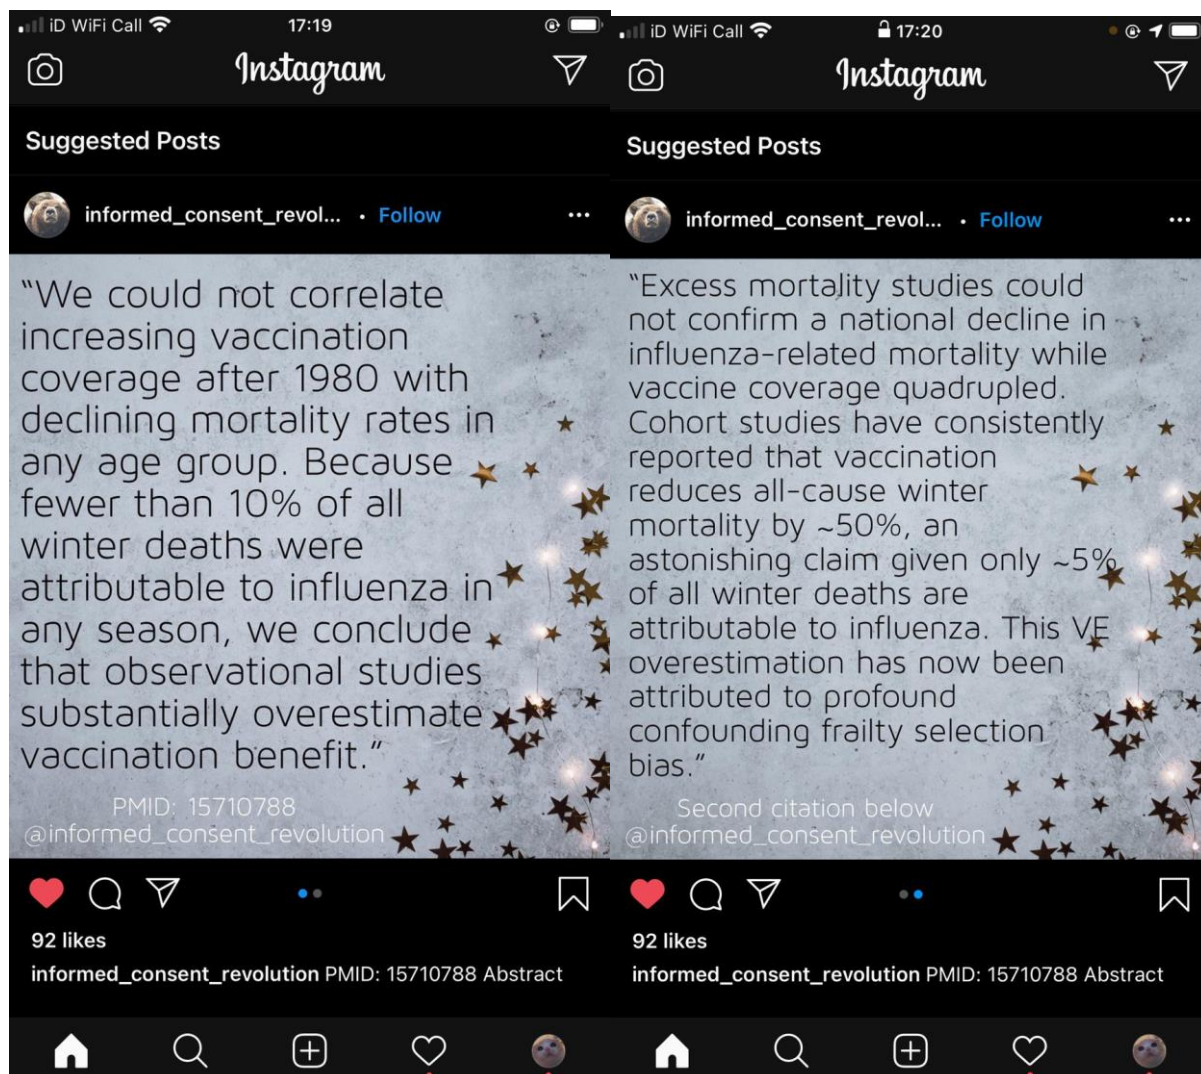 iD WiFi Call
17:19
Instagram
Suggested Posts
informed_consent_revol... • Follow
“We could not correlate
increasing vaccination
coverage after 1980 with
declining mortality rates in
any age group. Because
fewer than 10% of all
winter deaths were
attributable to influenza in
any season, we conclude
that observational studies
substantially overestimate
vaccination benefit.”
PMID: 15710788
@informed_consent_revolution
92 likes
informed_consent_revolution PMID: 15710788 Abstract
iD WiFi Call
17:20
Instagram
Suggested Posts
informed_consent_revol... • Follow
“Excess mortality studies could
not confirm a national decline in
influenza-related mortality while
vaccine coverage quadrupled.
Cohort studies have consistently
reported that vaccination
reduces all-cause winter
mortality by ~50%, an
astonishing claim given only ~5%
of all winter deaths are
attributable to influenza. This VE
overestimation has now been
attributed to profound
confounding frailty selection
bias.”
Second citation below
@informed_consent_revolution
92 likes
informed_consent_revolution PMID: 15710788 Abstract